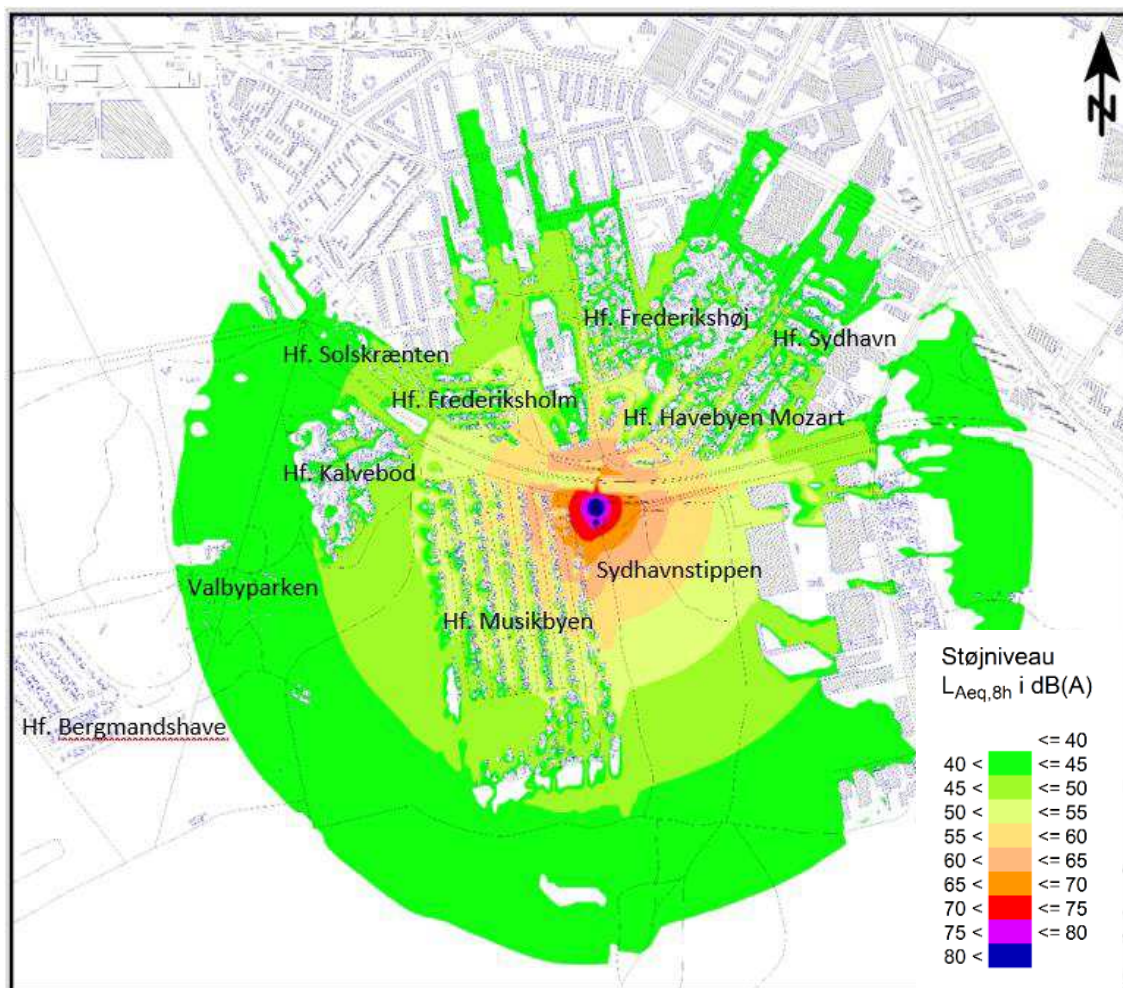 N
Hf. Frederikshøj
Hf. Sydhavn
Hf. Solskrænten
Hf. Frederiksholm
Hf. Havebyen Mozart
Hf. Kalvebod
Sydhavnstippen
Valbyparken
Hf. Musikbyen
Hf. Bergmandshave
Støjniveau
LAeq,8h i dB(A)
<= 40
40 < <= 45
45 < <= 50
50 < <= 55
55 < <= 60
60 < <= 65
65 < <= 70
70 < <= 75
75 < <= 80
80 <